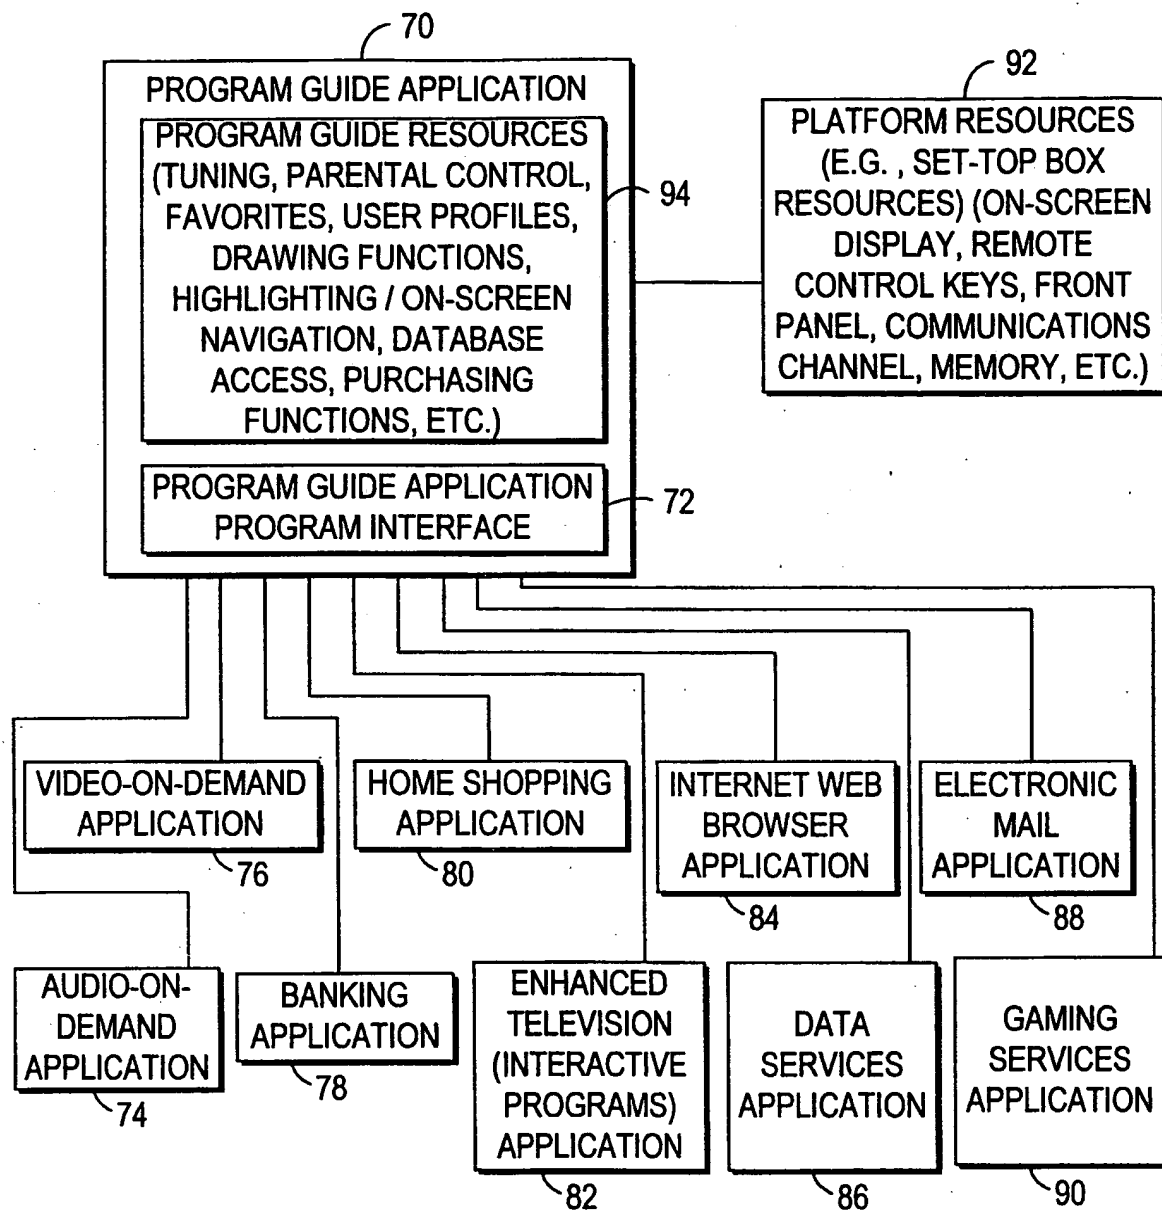 70
PROGRAM GUIDE APPLICATION
PROGRAM GUIDE RESOURCES
(TUNING, PARENTAL CONTROL,
FAVORITES, USER PROFILES,
DRAWING FUNCTIONS,
HIGHLIGHTING / ON-SCREEN
NAVIGATION, DATABASE
ACCESS, PURCHASING
FUNCTIONS, ETC.)
94
PROGRAM GUIDE APPLICATION
PROGRAM INTERFACE
72
92
PLATFORM RESOURCES
(E.G. , SET-TOP BOX
RESOURCES) (ON-SCREEN
DISPLAY, REMOTE
CONTROL KEYS, FRONT
PANEL, COMMUNICATIONS
CHANNEL, MEMORY, ETC.)
VIDEO-ON-DEMAND
APPLICATION
76
HOME SHOPPING
APPLICATION
80
INTERNET WEB
BROWSER
APPLICATION
84
ELECTRONIC
MAIL
APPLICATION
88
AUDIO-ON-
DEMAND
APPLICATION
74
BANKING
APPLICATION
78
ENHANCED
TELEVISION
(INTERACTIVE
PROGRAMS)
APPLICATION
82
DATA
SERVICES
APPLICATION
86
GAMING
SERVICES
APPLICATION
90